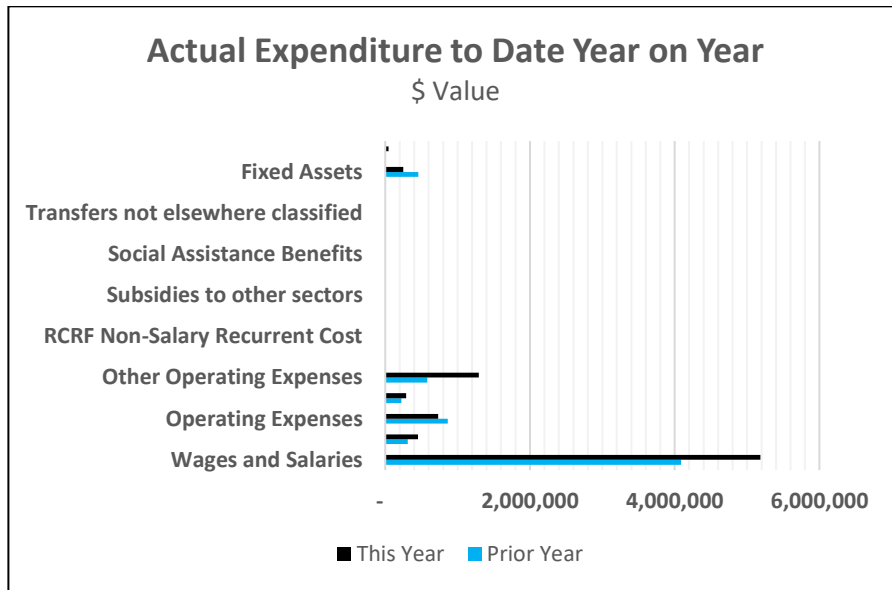 Actual Expenditure to Date Year on Year
$ Value
Fixed Assets
Transfers not elsewhere classified
Social Assistance Benefits
Subsidies to other sectors
RCRF Non-Salary Recurrent Cost
Other Operating Expenses
Operating Expenses
Wages and Salaries
- 2,000,000 4,000,000 6,000,000
This Year Prior Year